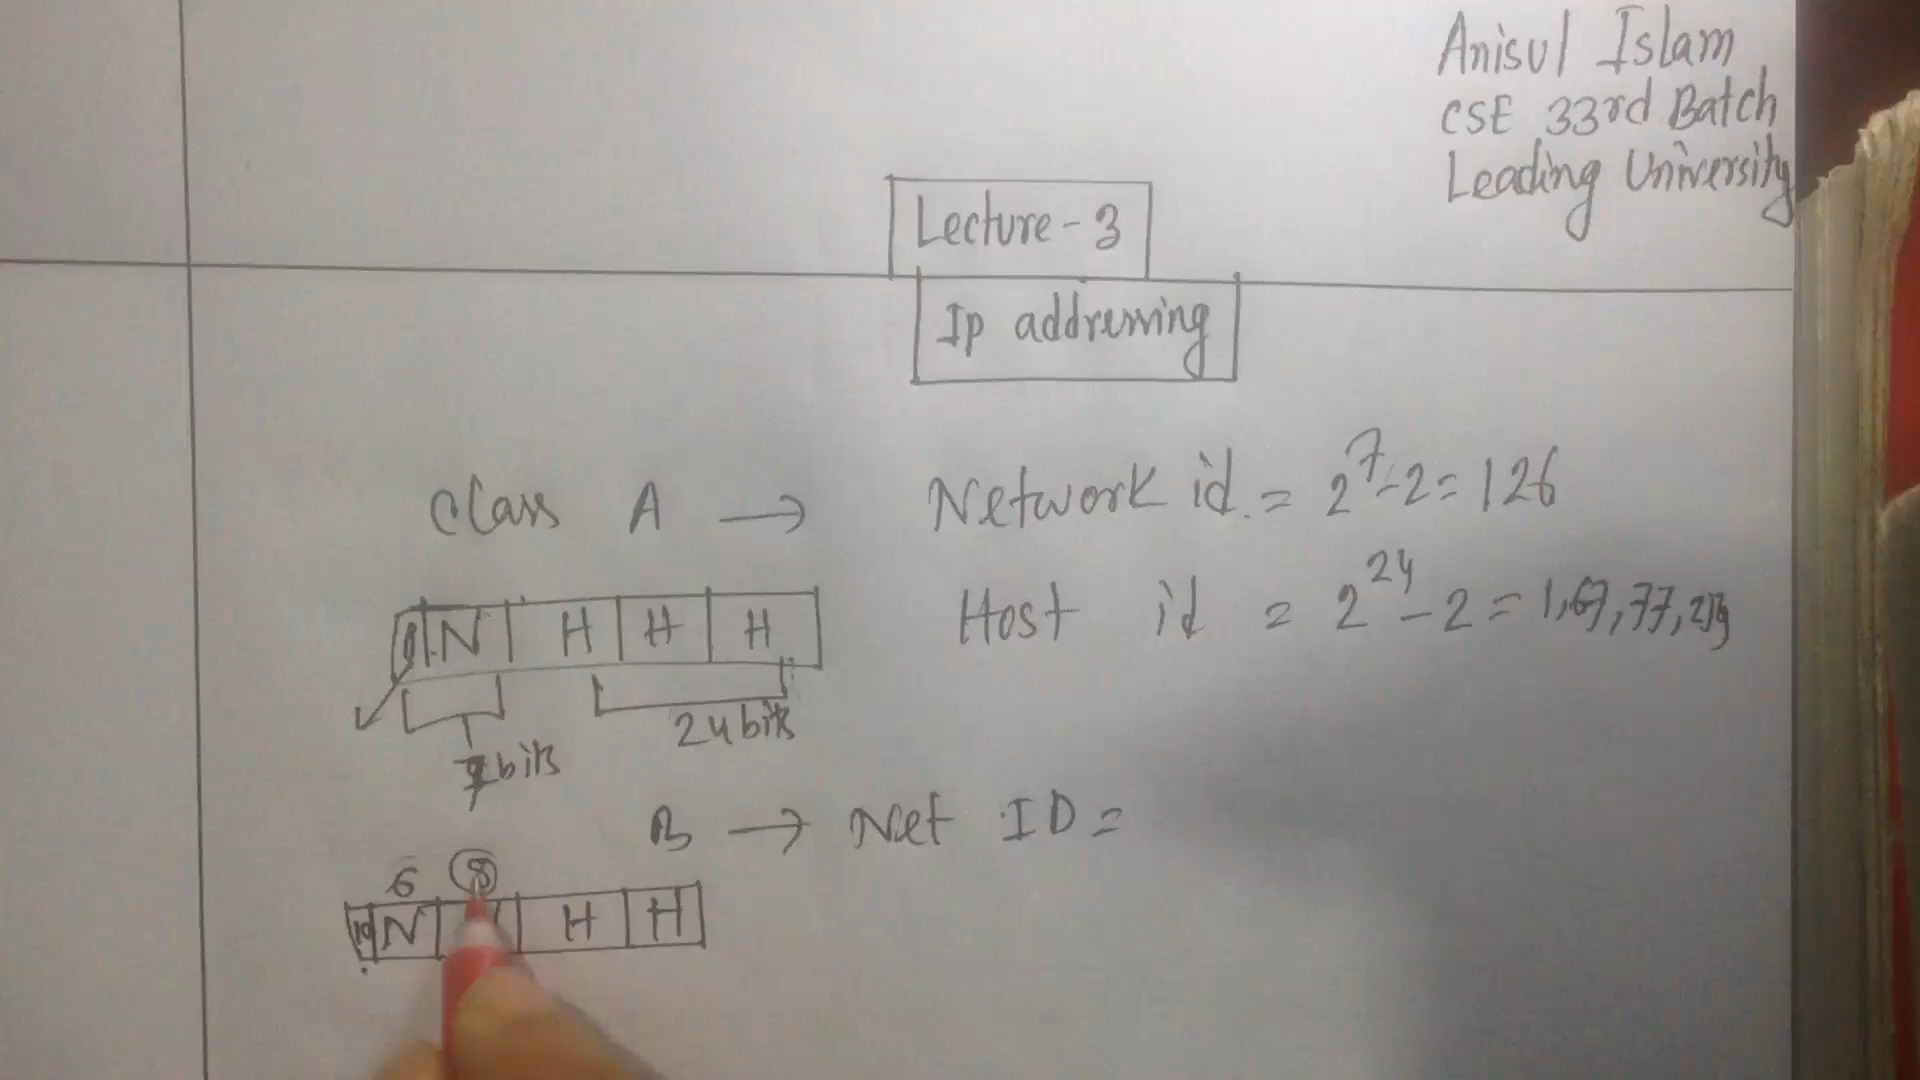 Anisul Islam
CSE 33rd Batch
Leading University
Lecture - 3
Ip addressing
Class A → Network id. = 2^7 - 2 = 126
N H H H
Host id = 2^24 - 2 = 1,67,77,
7 bits
24 bits
B → Net ID =
6 8
10 N H H